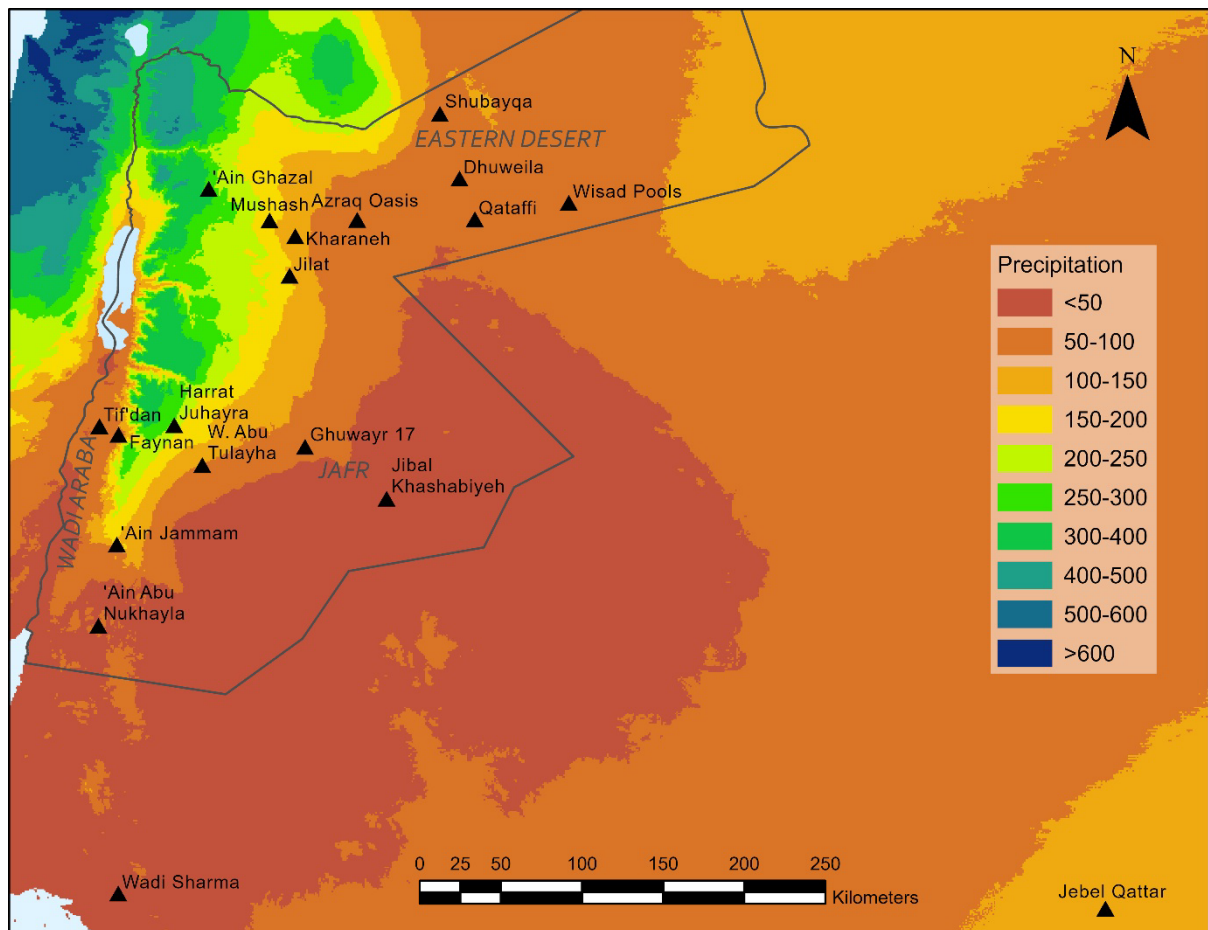 N
Shubayqa
EASTERN DESERT
Dhuweila
'Ain Ghazal
Wisad Pools
Mushash
Azraq Oasis
Qataffi
Kharaneh
Jilat
Precipitation
<50
50-100
100-150
150-200
200-250
250-300
300-400
400-500
500-600
>600
Harrat
Juhayra
Tif'dan
Faynan
W. Abu
Tulayha
Ghuwayr 17
JAFR
Jibal
Khashabiyeh
WADI ARABA
'Ain Jammam
'Ain Abu
Nukhayla
Wadi Sharma
0 25 50 100 150 200 250
Kilometers
Jebel Qattar